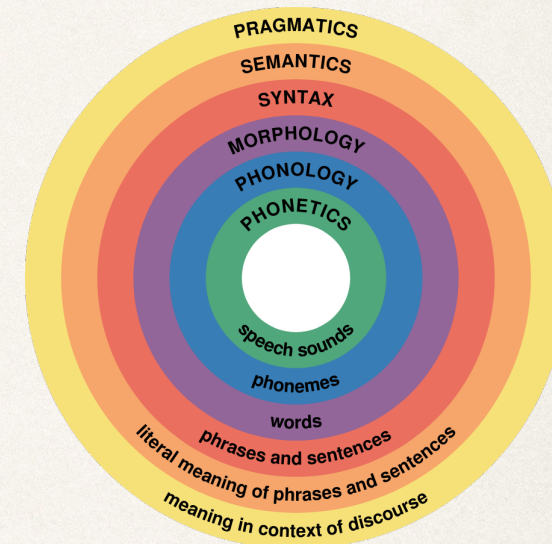 PRAGMATICS
SEMANTICS
SYNTAX
MORPHOLOGY
PHONOLOGY
PHONETICS
speech sounds
phonemes
words
phrases and sentences
literal meaning of phrases and sentences
meaning in context of discourse